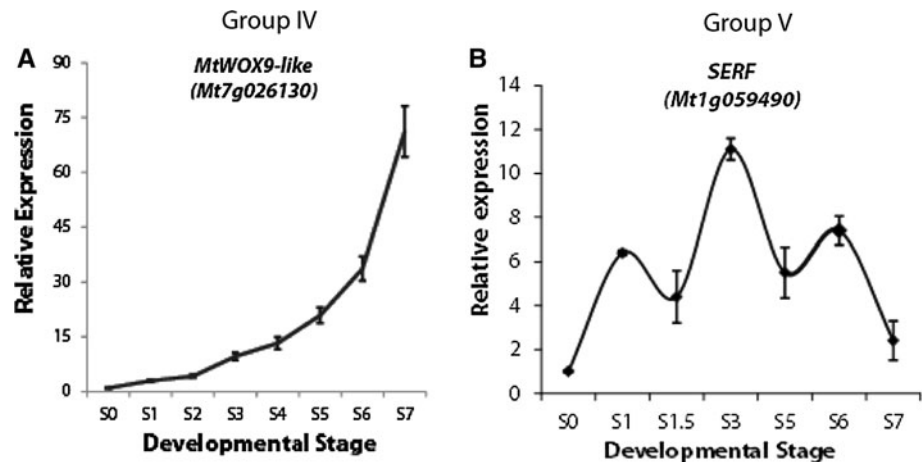 Group IV
A
MtWOX9-like
(Mt7g026130)
Relative Expression
90
75
60
45
30
15
0
S0 S1 S2 S3 S4 S5 S6 S7
Developmental Stage
Group V
B
SERF
(Mt1g059490)
Relative expression
14
12
10
8
6
4
2
0
S0 S1 S1.5 S3 S5 S6 S7
Developmental Stage